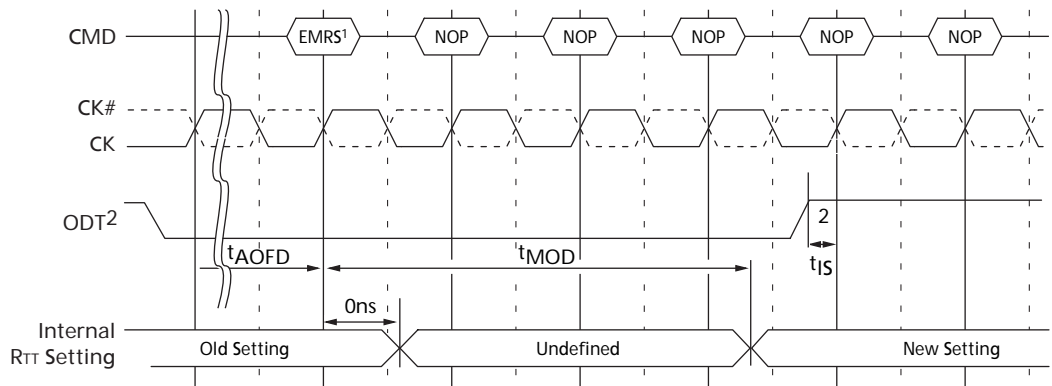 CMD EMRS¹ NOP NOP NOP NOP NOP
CK#
CK
ODT² 2
tAOFD tMOD tIS
0ns
Internal
RTT Setting Old Setting Undefined New Setting